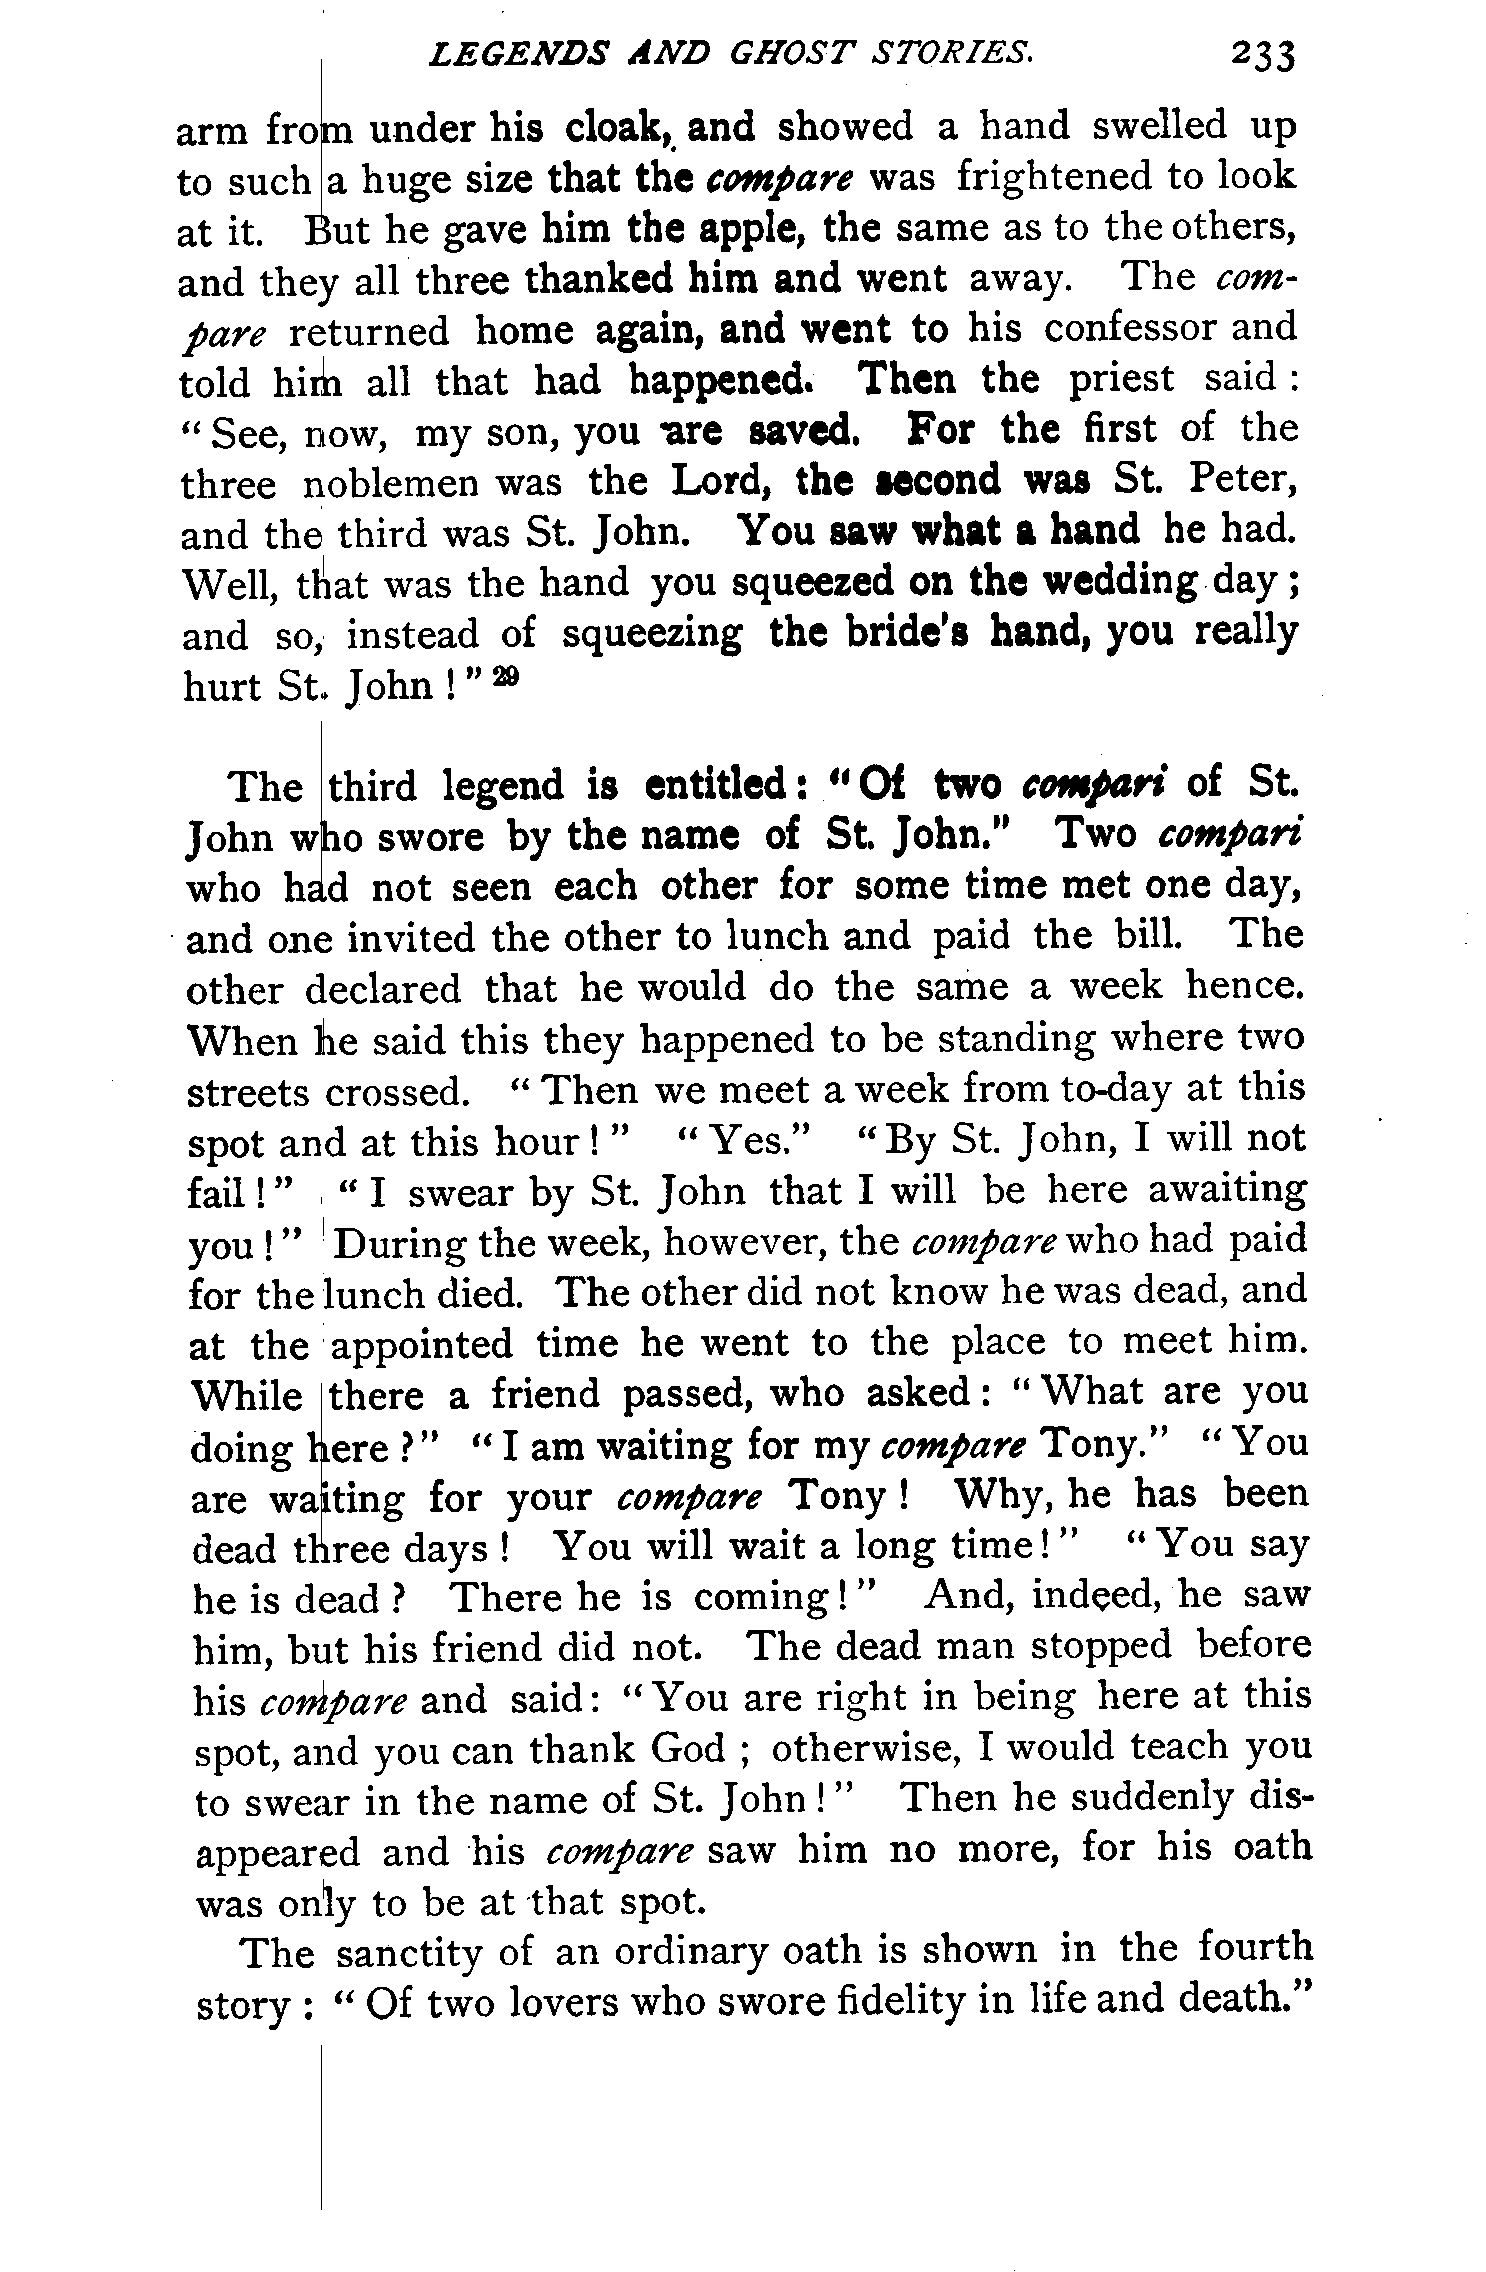 LEGENDS AND GHOST STORIES. 233
arm from under his cloak, and showed a hand swelled up
to such a huge size that the compare was frightened to look
at it. But he gave him the apple, the same as to the others,
and they all three thanked him and went away. The com-
pare returned home again, and went to his confessor and
told him all that had happened. Then the priest said :
" See, now, my son, you are saved. For the first of the
three noblemen was the Lord, the second was St. Peter,
and the third was St. John. You saw what a hand he had.
Well, that was the hand you squeezed on the wedding day ;
and so, instead of squeezing the bride's hand, you really
hurt St. John ! " 29
The third legend is entitled : " Of two compari of St.
John who swore by the name of St. John." Two compari
who had not seen each other for some time met one day,
and one invited the other to lunch and paid the bill. The
other declared that he would do the same a week hence.
When he said this they happened to be standing where two
streets crossed. " Then we meet a week from to-day at this
spot and at this hour ! " " Yes." " By St. John, I will not
fail ! " " I swear by St. John that I will be here awaiting
you ! " During the week, however, the compare who had paid
for the lunch died. The other did not know he was dead, and
at the appointed time he went to the place to meet him.
While there a friend passed, who asked : " What are you
doing here ? " " I am waiting for my compare Tony." " You
are waiting for your compare Tony ! Why, he has been
dead three days ! You will wait a long time ! " " You say
he is dead ? There he is coming ! " And, indeed, he saw
him, but his friend did not. The dead man stopped before
his compare and said : " You are right in being here at this
spot, and you can thank God ; otherwise, I would teach you
to swear in the name of St. John ! " Then he suddenly dis-
appeared and his compare saw him no more, for his oath
was only to be at that spot.
The sanctity of an ordinary oath is shown in the fourth
story : " Of two lovers who swore fidelity in life and death."